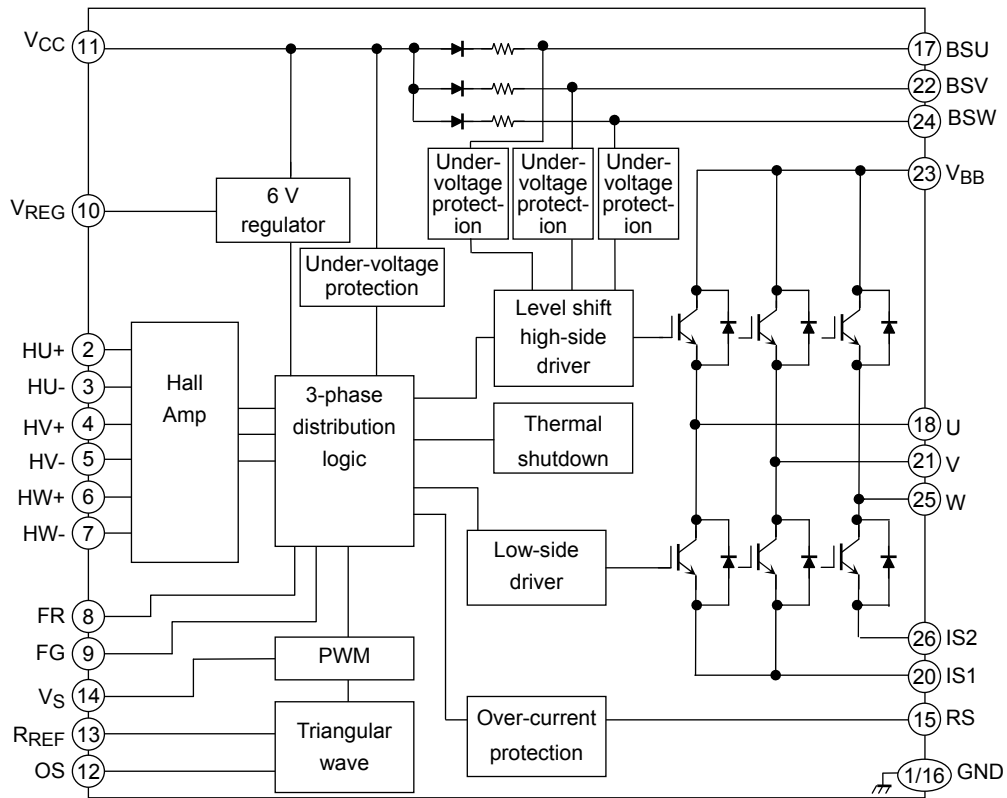 VCC 11
17 BSU
22 BSV
24 BSW
Under-
voltage
protect-
ion
Under-
voltage
protect-
ion
Under-
voltage
protect-
ion
23 VBB
6 V
regulator
VREG 10
Under-voltage
protection
Level shift
high-side
driver
HU+ 2
HU- 3
HV+ 4
HV- 5
HW+ 6
HW- 7
Hall
Amp
3-phase
distribution
logic
Thermal
shutdown
18 U
21 V
25 W
Low-side
driver
FR 8
FG 9
VS 14
RREF 13
OS 12
PWM
Triangular
wave
Over-current
protection
26 IS2
20 IS1
15 RS
1/16 GND